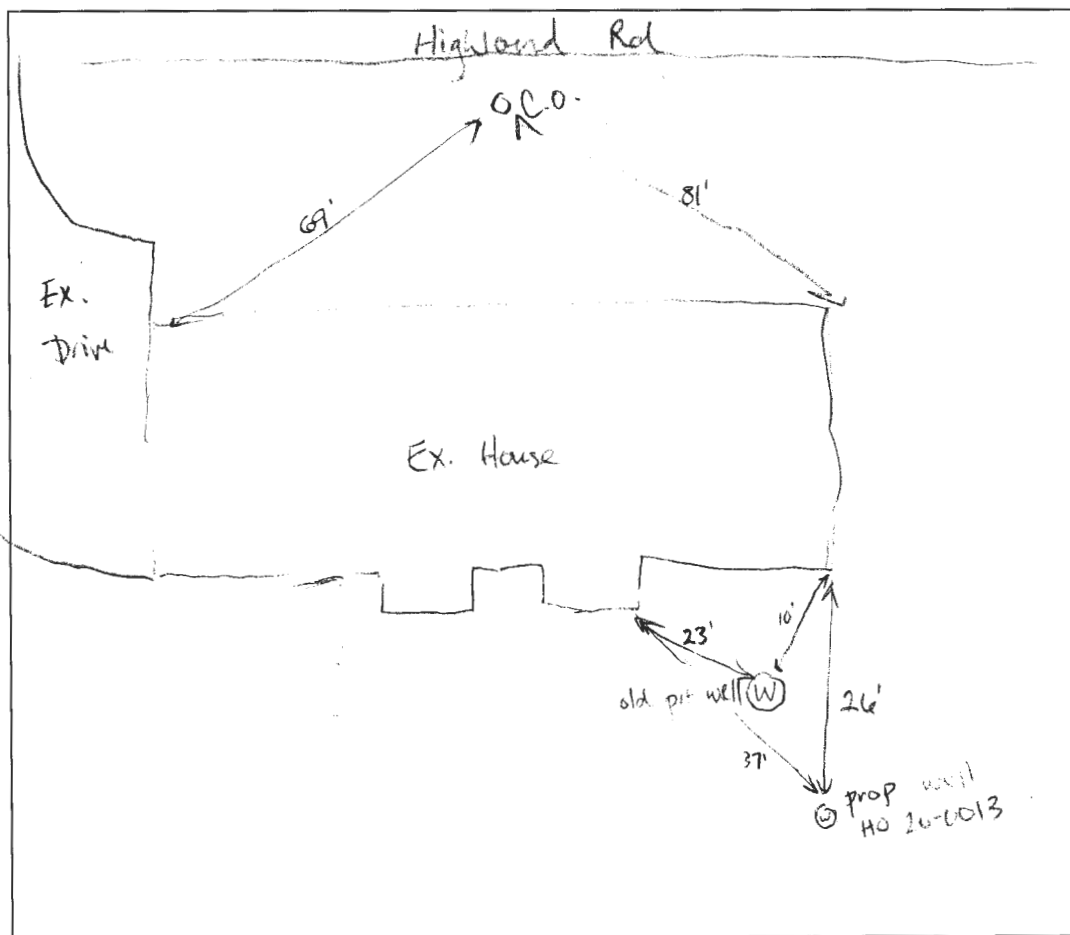 Highland Rd
C.O.
69'
81'
Ex.
Drive
Ex. House
10'
23'
old pit well
W
26'
37'
W
prop well
HO 20-0013